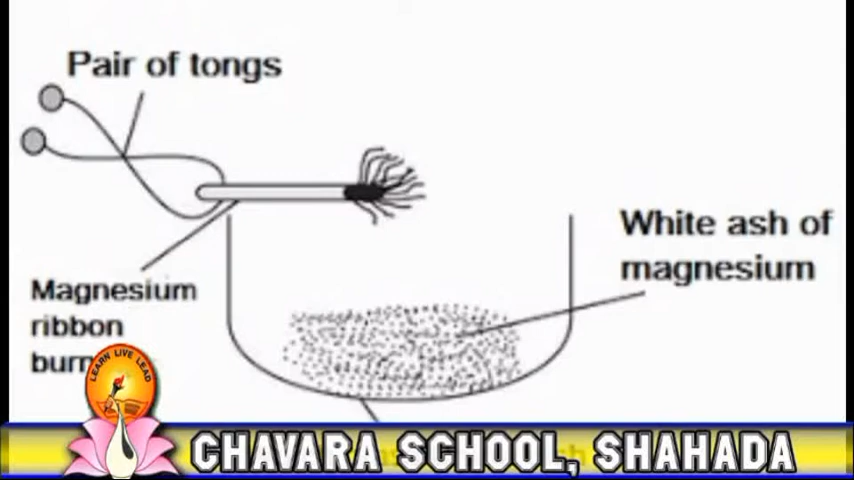 Pair of tongs
White ash of
magnesium
Magnesium
ribbon
LEARN LIVE LEAD
CHAVARA SCHOOL, SHAHADA